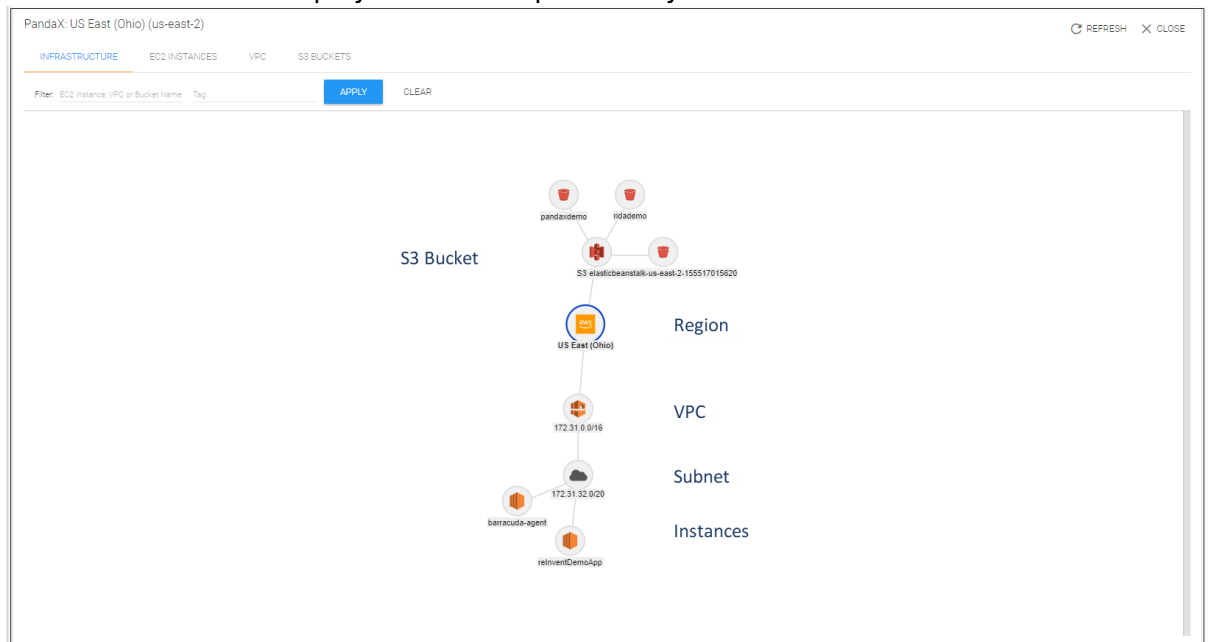 PandaX: US East (Ohio) (us-east-2)
REFRESH CLOSE
INFRASTRUCTURE EC2 INSTANCES VPC S3 BUCKETS
Filter: EC2 Instance, VPC or Bucket Name Tag APPLY CLEAR
pandaxdemo ridademo
S3 Bucket
S3 elasticbeanstalk-us-east-2-155517015620
aws
Region
US East (Ohio)
VPC
172.31.0.0/16
Subnet
172.31.32.0/20
barracuda-agent
Instances
reInventDemoApp